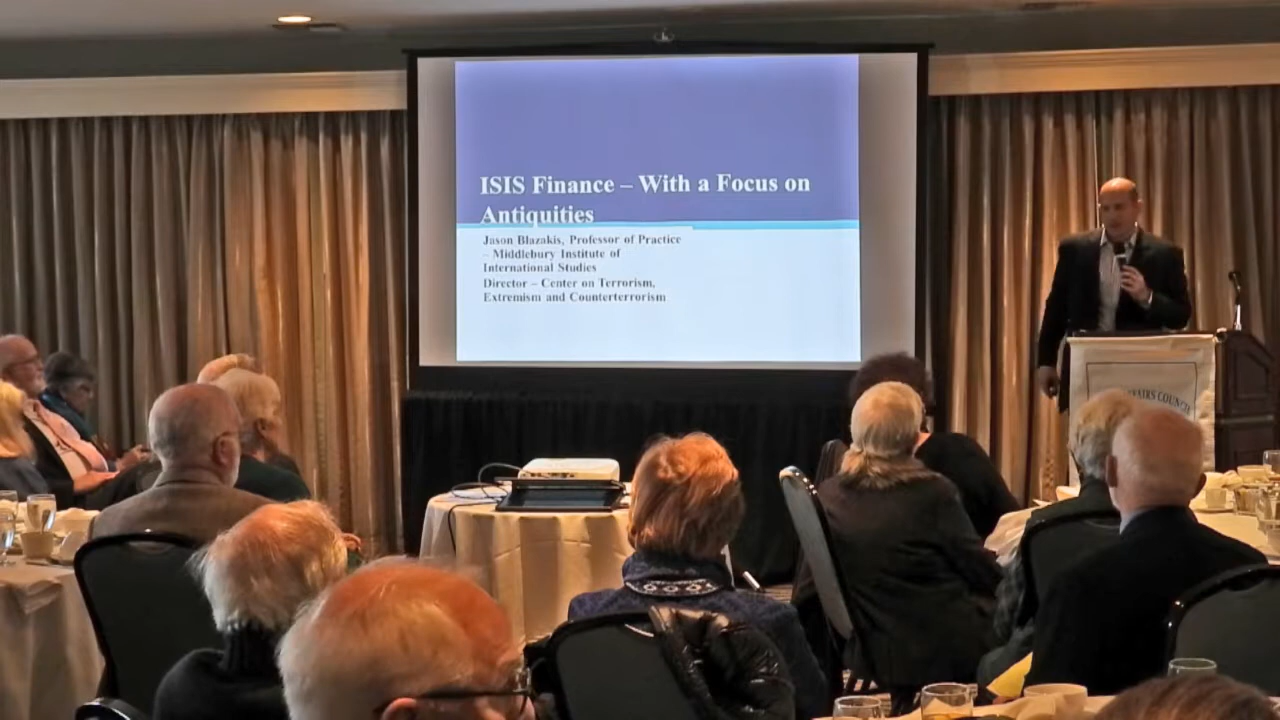 ISIS Finance – With a Focus on
Antiquities
Jason Blazakis, Professor of Practice
– Middlebury Institute of
International Studies
Director – Center on Terrorism,
Extremism and Counterterrorism
COUNCIL